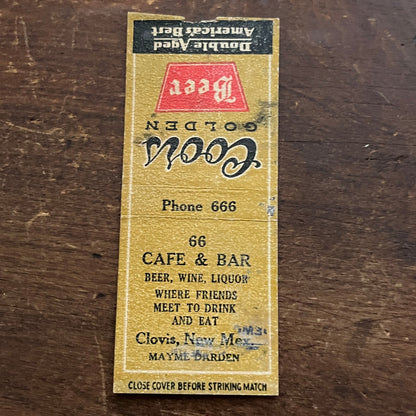 Double Aged
America's Best
Beer
GOLDEN
Coors
Phone 666
66
CAFE & BAR
BEER, WINE, LIQUOR
WHERE FRIENDS
MEET TO DRINK
AND EAT
Clovis, New Mex.
MAYME DARDEN
CLOSE COVER BEFORE STRIKING MATCH